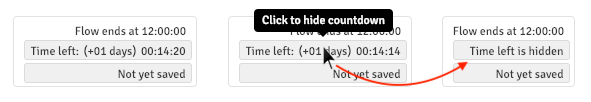 Flow ends at 12:00:00
Time left: (+01 days) 00:14:20
Not yet saved
Click to hide countdown
Flow ends at 12:00:00
Time left: (+01 days) 00:14:14
Not yet saved
Flow ends at 12:00:00
Time left is hidden
Not yet saved